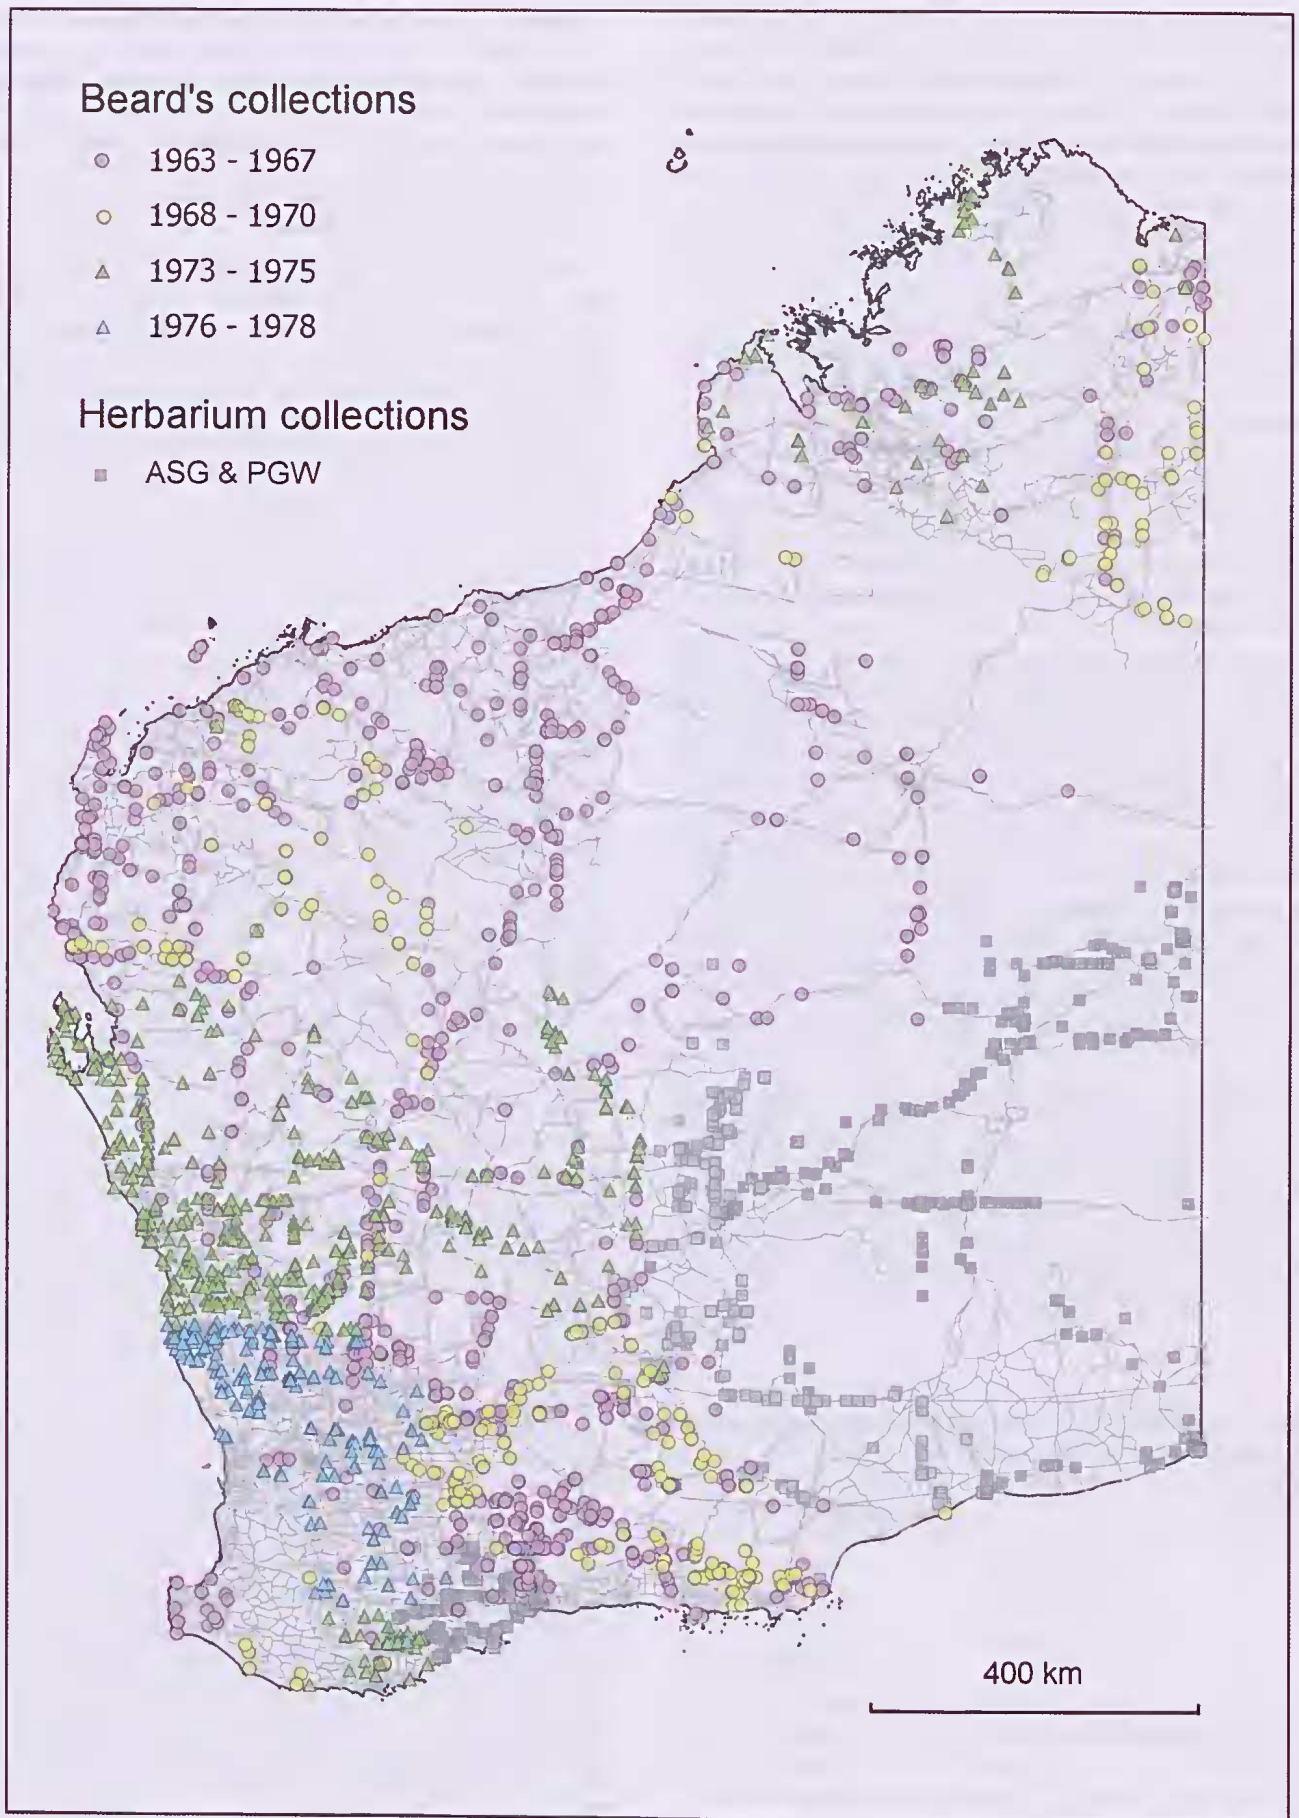 Beard's collections
1963 - 1967
1968 - 1970
1973 - 1975
1976 - 1978
Herbarium collections
ASG & PGW
400 km